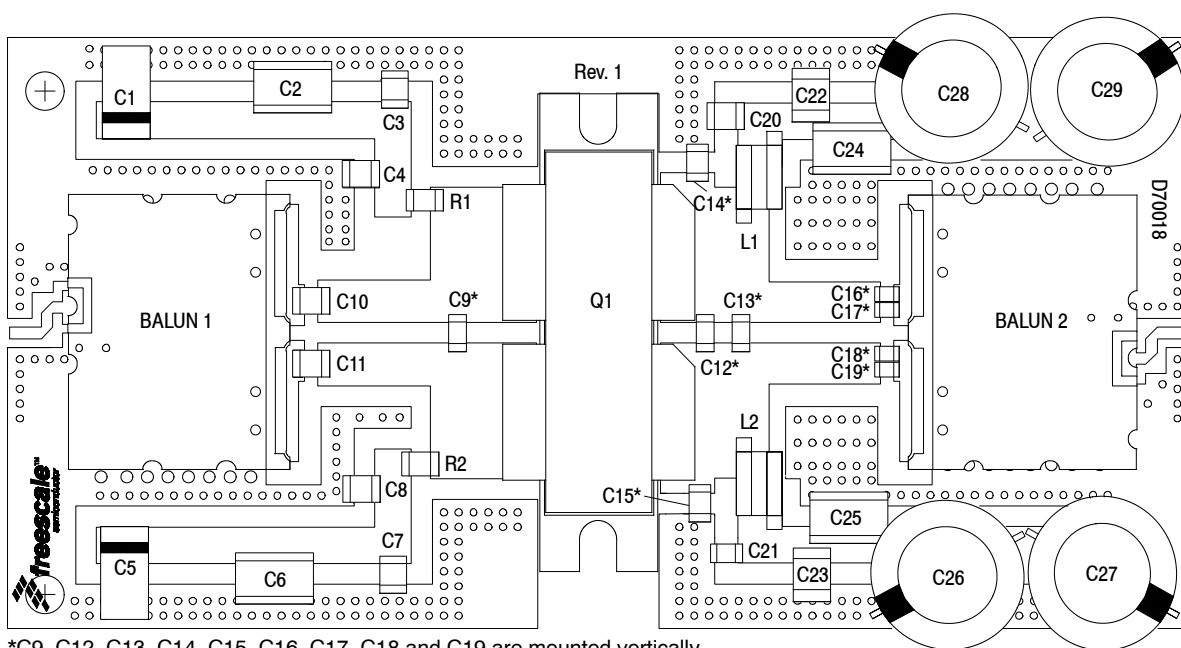 Rev. 1
C1
C2
C3
C4
R1
C22
C20
C28
C29
C24
C14*
L1
D70018
BALUN 1
C10
C9*
Q1
C13*
C16*
C17*
BALUN 2
C11
C12*
C18*
C19*
L2
R2
C8
C15*
C7
C21
C25
C5
C6
C23
C26
C27
freescale™
semiconductor
*C9, C12, C13, C14, C15, C16, C17, C18 and C19 are mounted vertically.